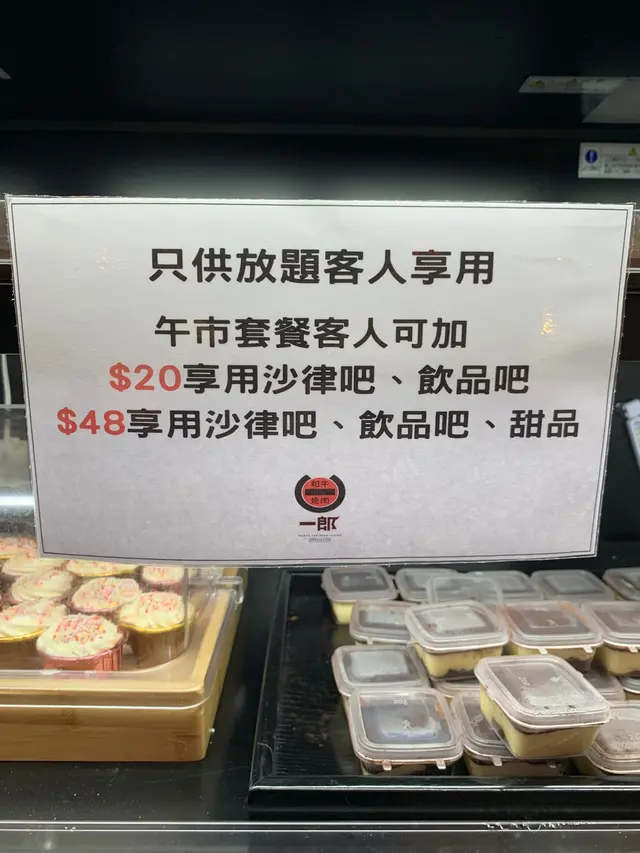 只供放題客人享用
午市套餐客人可加
$20享用沙律吧、飲品吧
$48享用沙律吧、飲品吧、甜品
和牛
燒肉
一郎